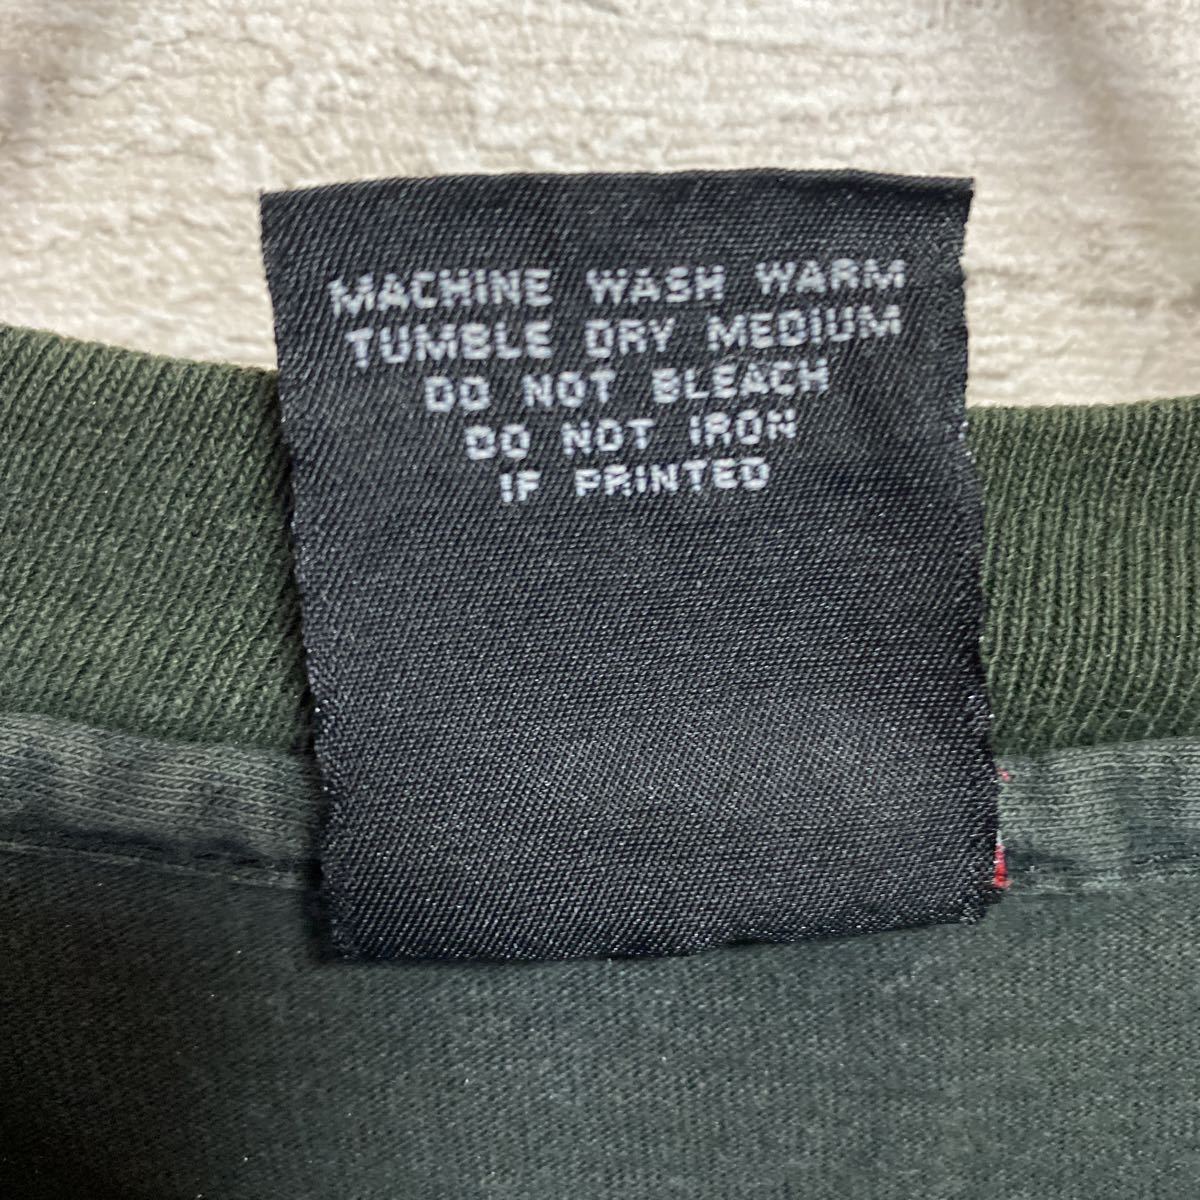 MACHINE WASH WARM
TUMBLE DRY MEDIUM
DO NOT BLEACH
DO NOT IRON
IF PRINTED